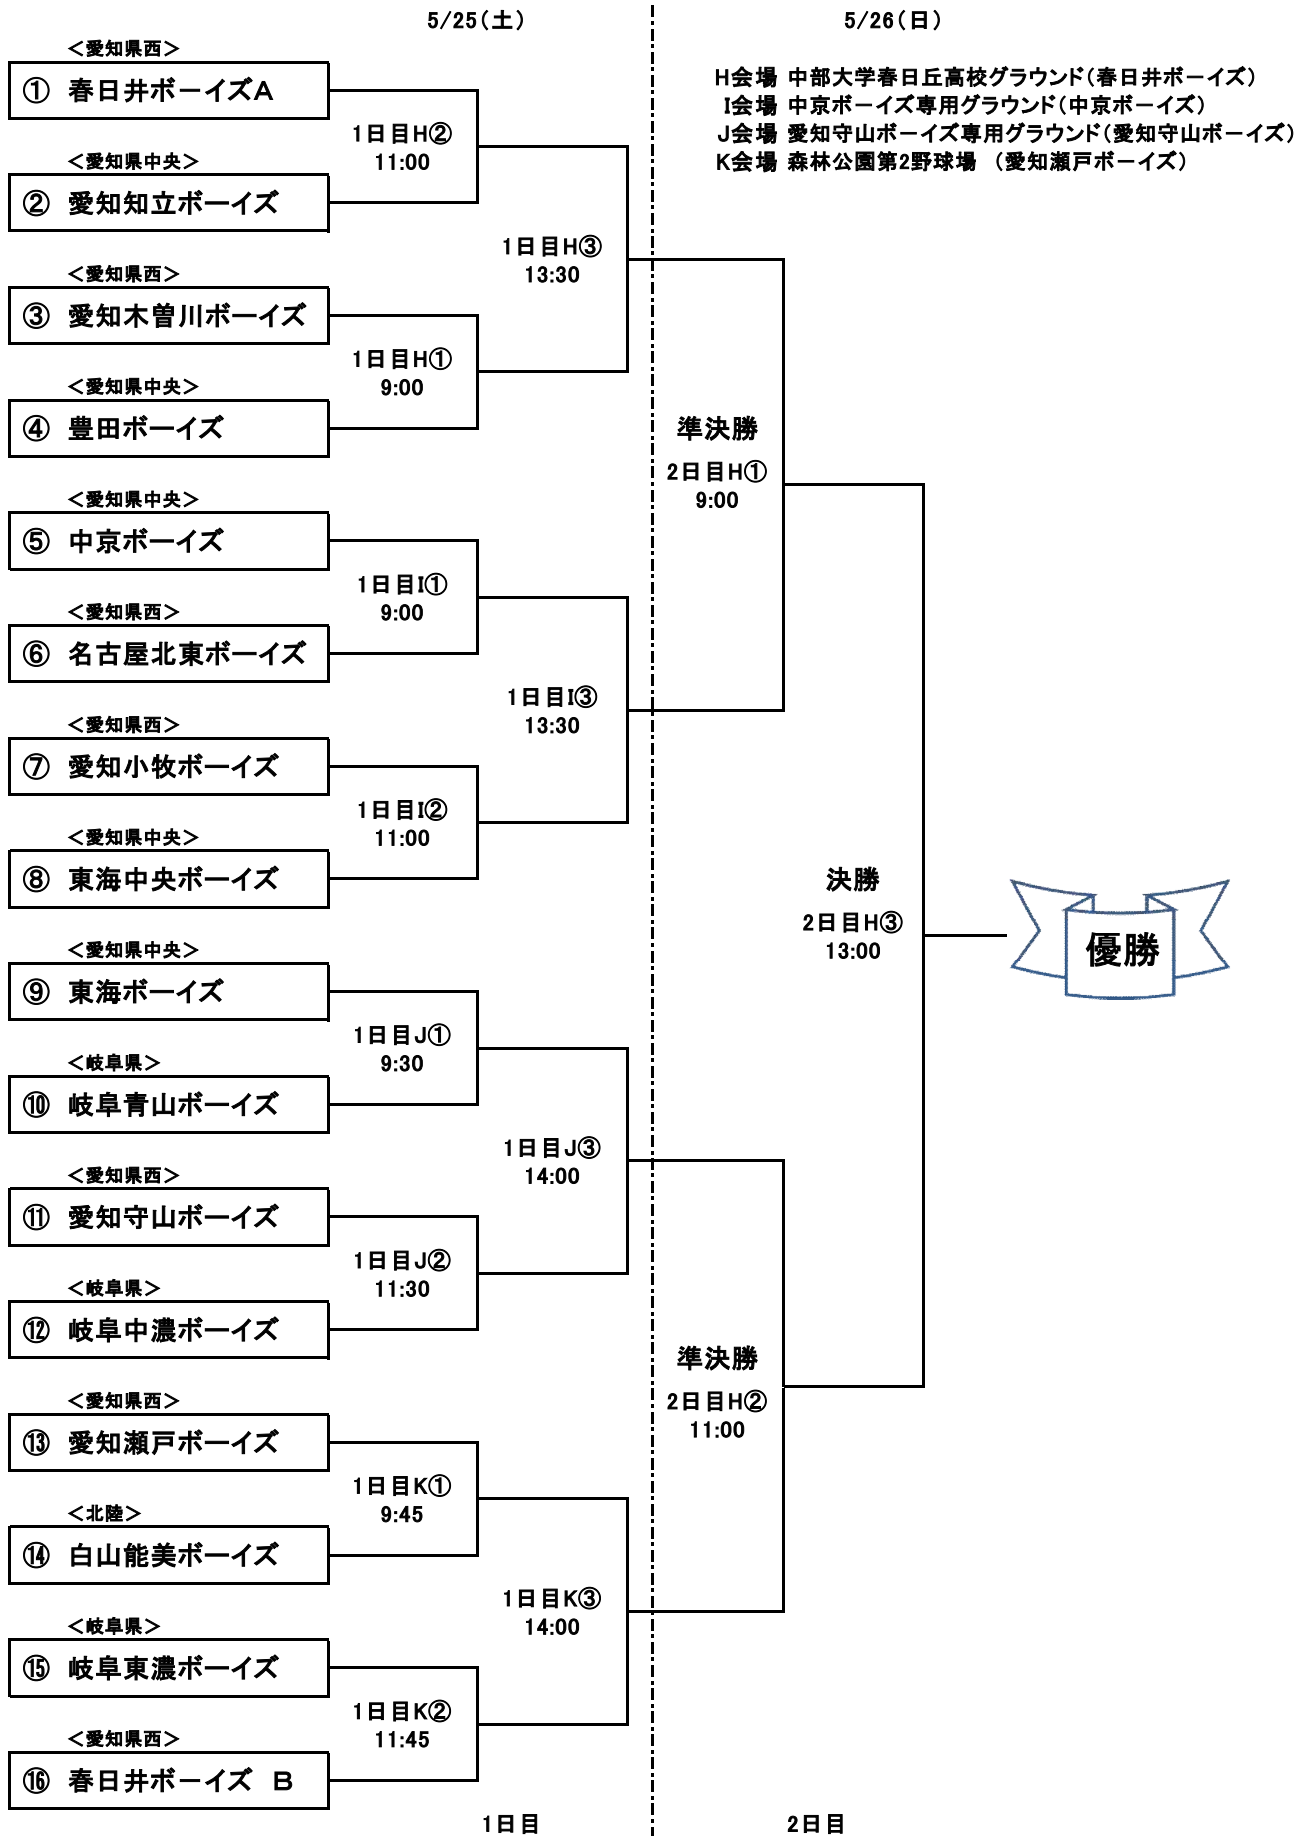 5/25(土)
5/26(日)
H会場 中部大学春日丘高校グラウンド(春日井ボーイズ)
I会場 中京ボーイズ専用グラウンド(中京ボーイズ)
J会場 愛知守山ボーイズ専用グラウンド(愛知守山ボーイズ)
K会場 森林公園第2野球場 (愛知瀬戸ボーイズ)
<愛知県西>
① 春日井ボーイズA
1日目H②
11:00
<愛知県中央>
② 愛知知立ボーイズ
1日目H③
13:30
<愛知県西>
③ 愛知木曽川ボーイズ
1日目H①
9:00
<愛知県中央>
④ 豊田ボーイズ
準決勝
2日目H①
9:00
<愛知県中央>
⑤ 中京ボーイズ
1日目I①
9:00
<愛知県西>
⑥ 名古屋北東ボーイズ
1日目I③
13:30
<愛知県西>
⑦ 愛知小牧ボーイズ
1日目I②
11:00
<愛知県中央>
⑧ 東海中央ボーイズ
決勝
2日目H③
13:00
優勝
<愛知県中央>
⑨ 東海ボーイズ
1日目J①
9:30
<岐阜県>
⑩ 岐阜青山ボーイズ
1日目J③
14:00
<愛知県西>
⑪ 愛知守山ボーイズ
1日目J②
11:30
<岐阜県>
⑫ 岐阜中濃ボーイズ
準決勝
2日目H②
11:00
<愛知県西>
⑬ 愛知瀬戸ボーイズ
1日目K①
9:45
<北陸>
⑭ 白山能美ボーイズ
1日目K③
14:00
<岐阜県>
⑮ 岐阜東濃ボーイズ
1日目K②
11:45
<愛知県西>
⑯ 春日井ボーイズ B
1日目
2日目